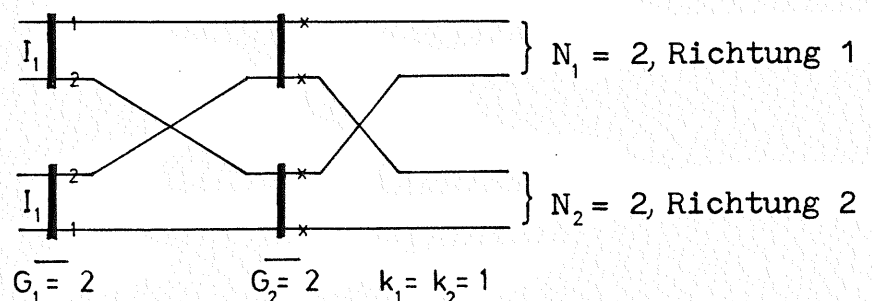 1 x
I₁ } N₁ = 2, Richtung 1
2 x
2 x
I₁ } N₂ = 2, Richtung 2
1 x
G₁ = 2 G₂ = 2 k₁ = k₂ = 1